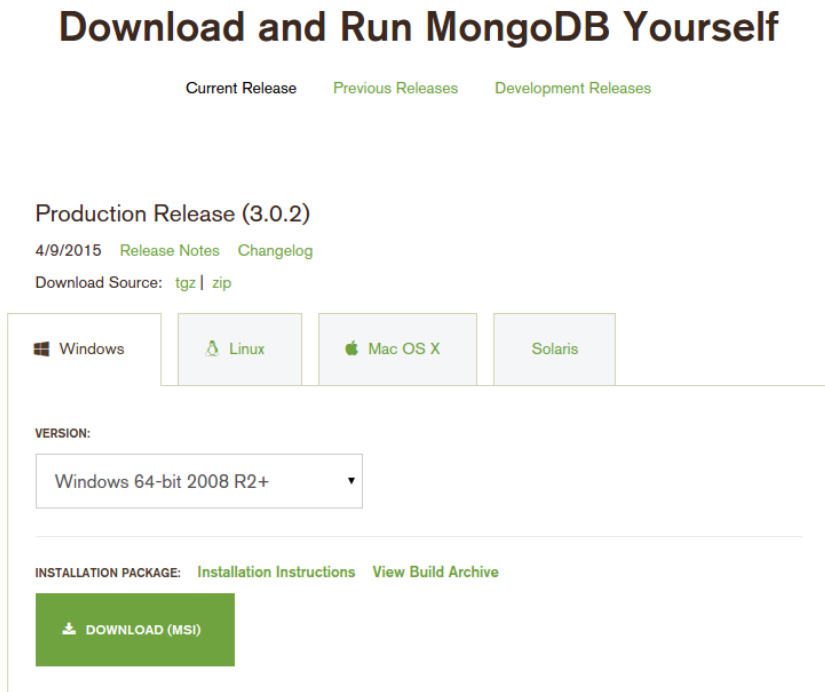 Download and Run MongoDB Yourself
Current Release Previous Releases Development Releases
Production Release (3.0.2)
4/9/2015 Release Notes Changelog
Download Source: tgz | zip
Windows Linux Mac OS X Solaris
VERSION:
Windows 64-bit 2008 R2+
INSTALLATION PACKAGE: Installation Instructions View Build Archive
DOWNLOAD (MSI)